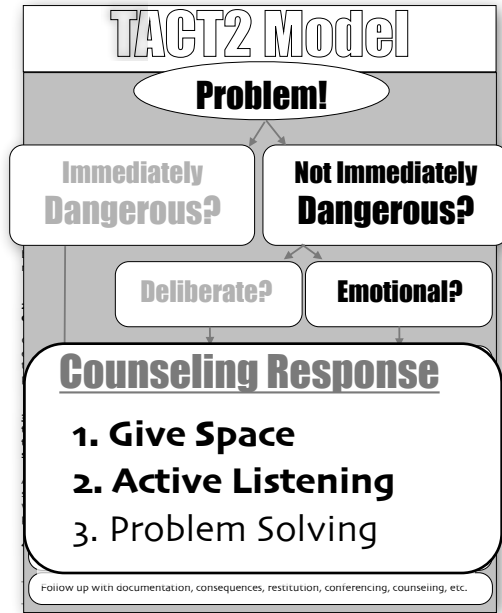 TACT2 Model
Problem!
Immediately
Dangerous?
Not Immediately
Dangerous?
Deliberate?
Emotional?
Counseling Response
1. Give Space
2. Active Listening
3. Problem Solving
Follow up with documentation, consequences, restitution, conferencing, counseling, etc.